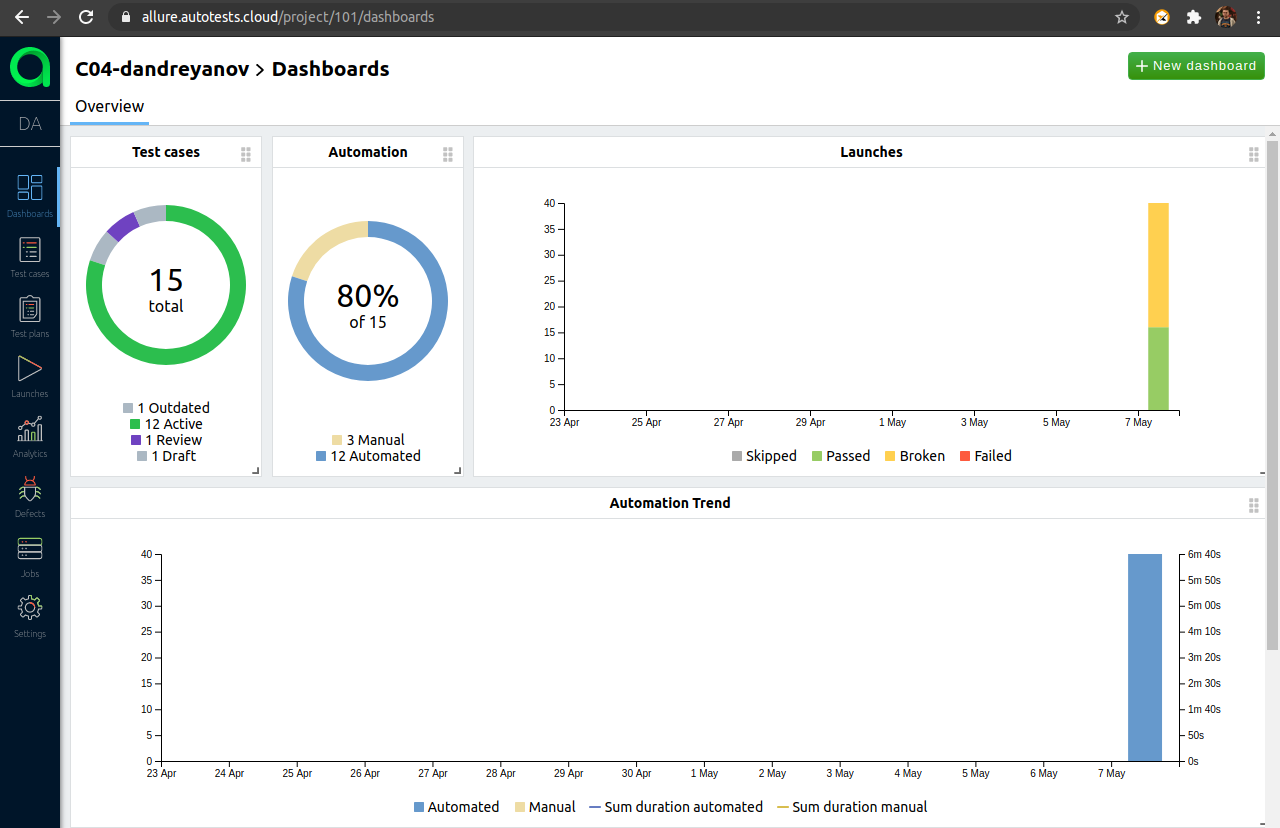 allure.autotests.cloud/project/101/dashboards
C04-dandreyanov > Dashboards
+ New dashboard
Overview
DA
Dashboards
Test cases
Test plans
Launches
Analytics
Defects
Jobs
Settings
Test cases
15
total
1 Outdated
12 Active
1 Review
1 Draft
Automation
80%
of 15
3 Manual
12 Automated
Launches
40
35
30
25
20
15
10
5
0
23 Apr 25 Apr 27 Apr 29 Apr 1 May 3 May 5 May 7 May
Skipped Passed Broken Failed
Automation Trend
40 6m 40s
35 5m 50s
30 5m 00s
25 4m 10s
20 3m 20s
15 2m 30s
10 1m 40s
5 50s
0 0s
23 Apr 24 Apr 25 Apr 26 Apr 27 Apr 28 Apr 29 Apr 30 Apr 1 May 2 May 3 May 4 May 5 May 6 May 7 May
Automated Manual Sum duration automated Sum duration manual